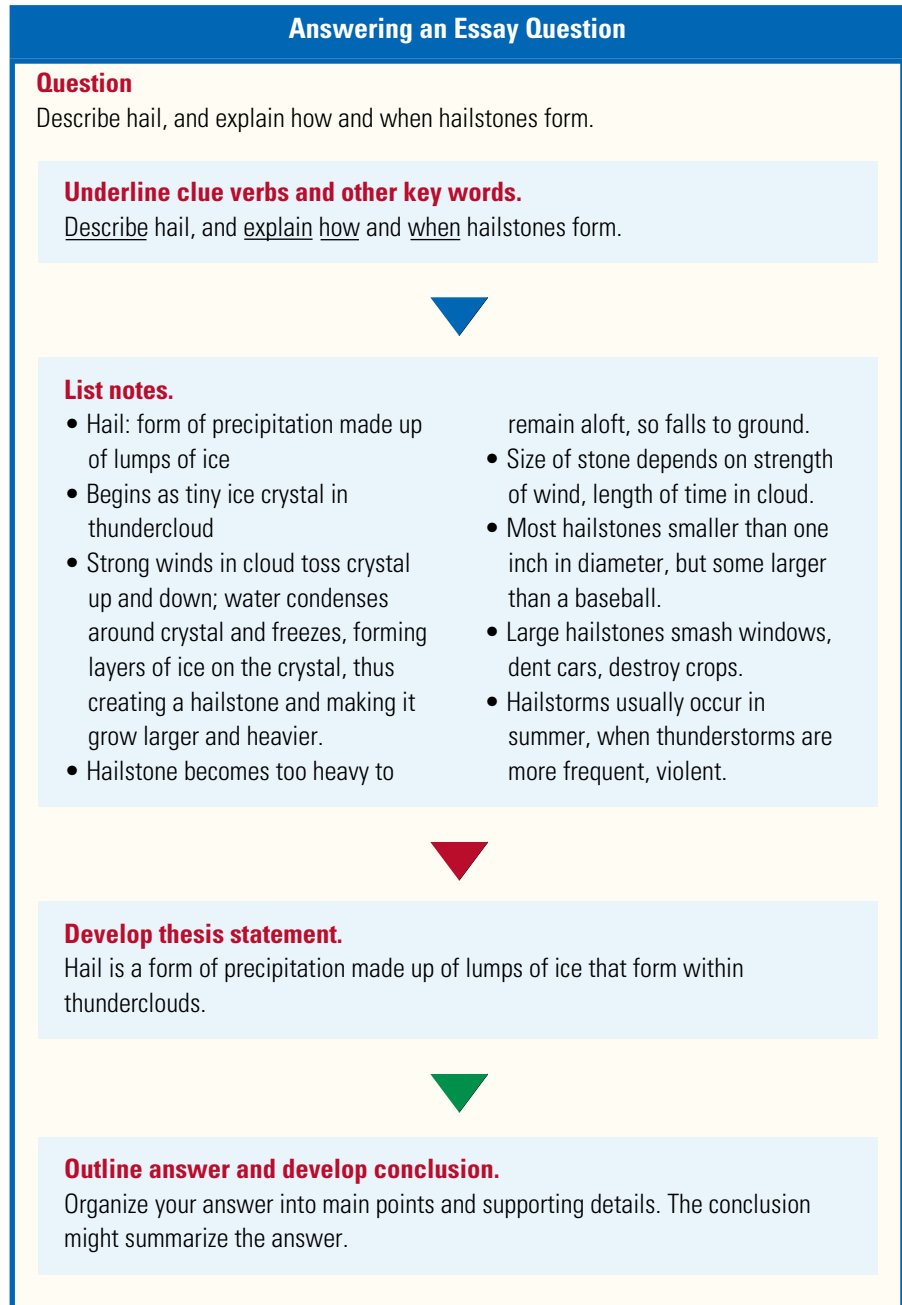 Answering an Essay Question
Question
Describe hail, and explain how and when hailstones form.
Underline clue verbs and other key words.
Describe hail, and explain how and when hailstones form.
List notes.
• Hail: form of precipitation made up
of lumps of ice
• Begins as tiny ice crystal in
thundercloud
• Strong winds in cloud toss crystal
up and down; water condenses
around crystal and freezes, forming
layers of ice on the crystal, thus
creating a hailstone and making it
grow larger and heavier.
• Hailstone becomes too heavy to
remain aloft, so falls to ground.
• Size of stone depends on strength
of wind, length of time in cloud.
• Most hailstones smaller than one
inch in diameter, but some larger
than a baseball.
• Large hailstones smash windows,
dent cars, destroy crops.
• Hailstorms usually occur in
summer, when thunderstorms are
more frequent, violent.
Develop thesis statement.
Hail is a form of precipitation made up of lumps of ice that form within
thunderclouds.
Outline answer and develop conclusion.
Organize your answer into main points and supporting details. The conclusion
might summarize the answer.